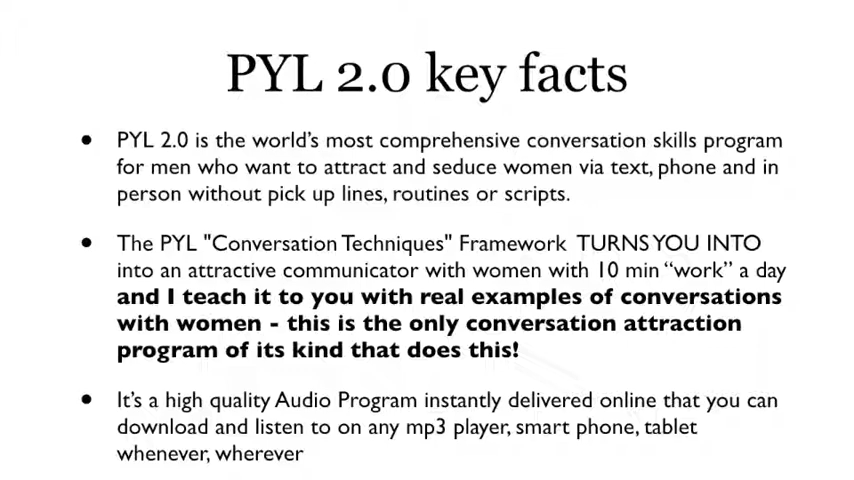 PYL 2.0 key facts
• PYL 2.0 is the world's most comprehensive conversation skills program
for men who want to attract and seduce women via text, phone and in
person without pick up lines, routines or scripts.
• The PYL "Conversation Techniques" Framework TURNS YOU INTO
into an attractive communicator with women with 10 min “work” a day
and I teach it to you with real examples of conversations
with women - this is the only conversation attraction
program of its kind that does this!
• It's a high quality Audio Program instantly delivered online that you can
download and listen to on any mp3 player, smart phone, tablet
whenever, wherever